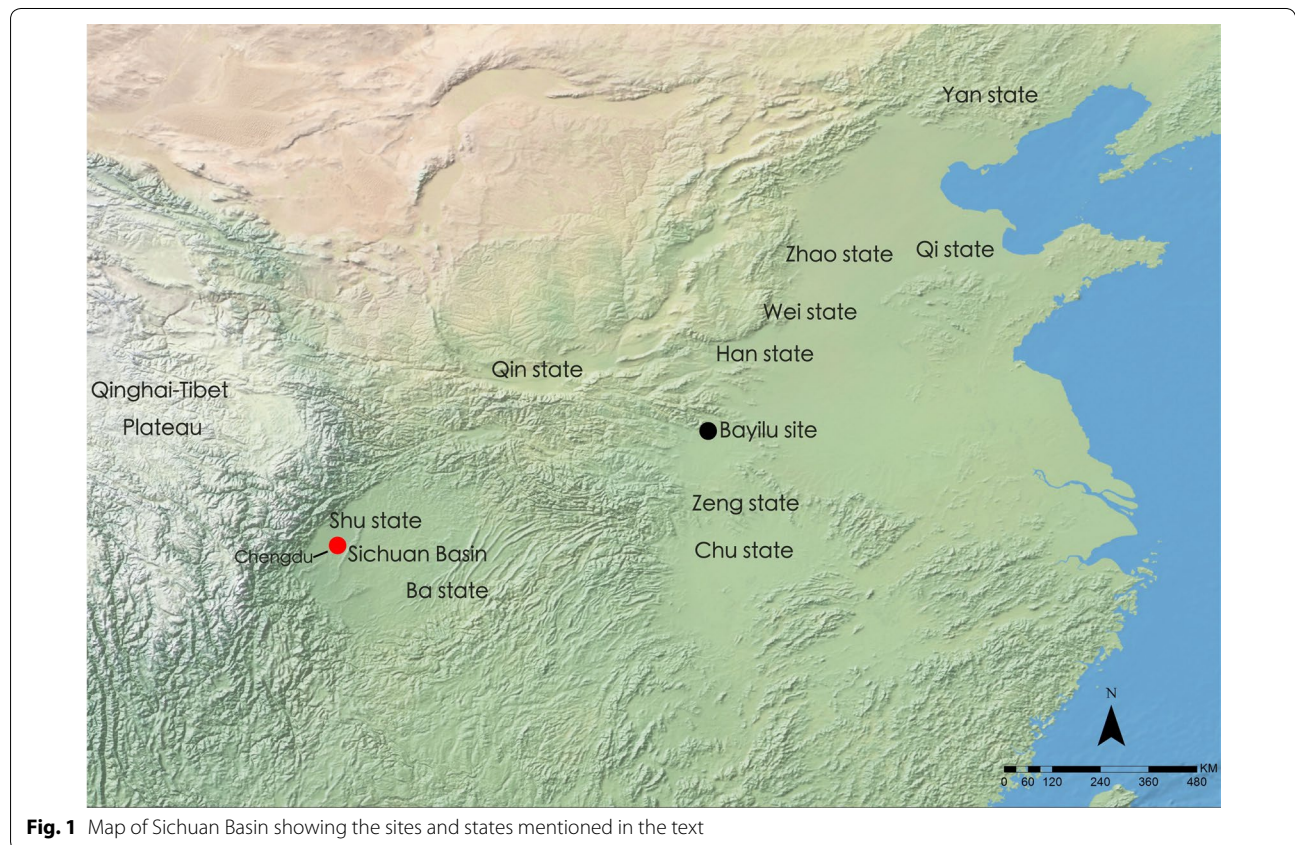 Yan state
Zhao state
Qi state
Wei state
Han state
Qin state
Qinghai-Tibet
Plateau
Bayilu site
Zeng state
Shu state
Chengdu
Sichuan Basin
Chu state
Ba state
N
KM
0 60 120 240 360 480
Fig. 1 Map of Sichuan Basin showing the sites and states mentioned in the text